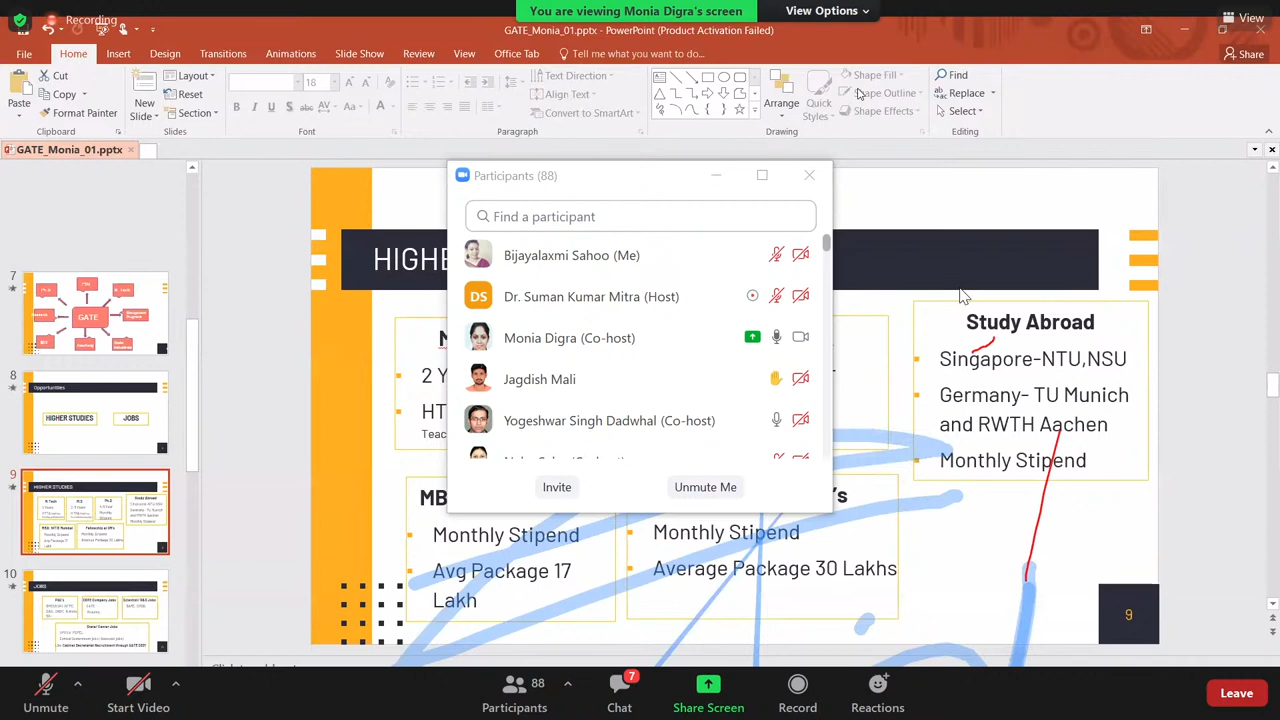 You are viewing Monia Digra's screen
View Options
Recording
View
GATE_Monia_01.pptx - PowerPoint (Product Activation Failed)
File
Home
Insert
Design
Transitions
Animations
Slide Show
Review
View
Office Tab
Tell me what you want to do...
Share
Paste
Cut
Copy
Format Painter
Clipboard
New
Slide
Layout
Reset
Section
Slides
18
Font
Text Direction
Align Text
Convert to SmartArt
Paragraph
Arrange
Quick
Styles
Shape Fill
Shape Outline
Shape Effects
Drawing
Find
Replace
Select
Editing
GATE_Monia_01.pptx
7
GATE
8
Opportunities
HIGHER STUDIES
JOBS
9
HIGHER STUDIES
10
JOBS
HIGHE
Participants (88)
Find a participant
Bijayalaxmi Sahoo (Me)
DS
Dr. Suman Kumar Mitra (Host)
Monia Digra (Co-host)
Jagdish Mali
Yogeshwar Singh Dadwhal (Co-host)
Invite
Unmute Me
2 Y
HT
Teac
Study Abroad
Singapore-NTU,NSU
Germany- TU Munich
and RWTH Aachen
Monthly Stipend
MB
Monthly Stipend
Avg Package 17
Lakh
's
Monthly Stipend
Average Package 30 Lakhs
9
Unmute
Start Video
88
Participants
7
Chat
Share Screen
Record
Reactions
Leave